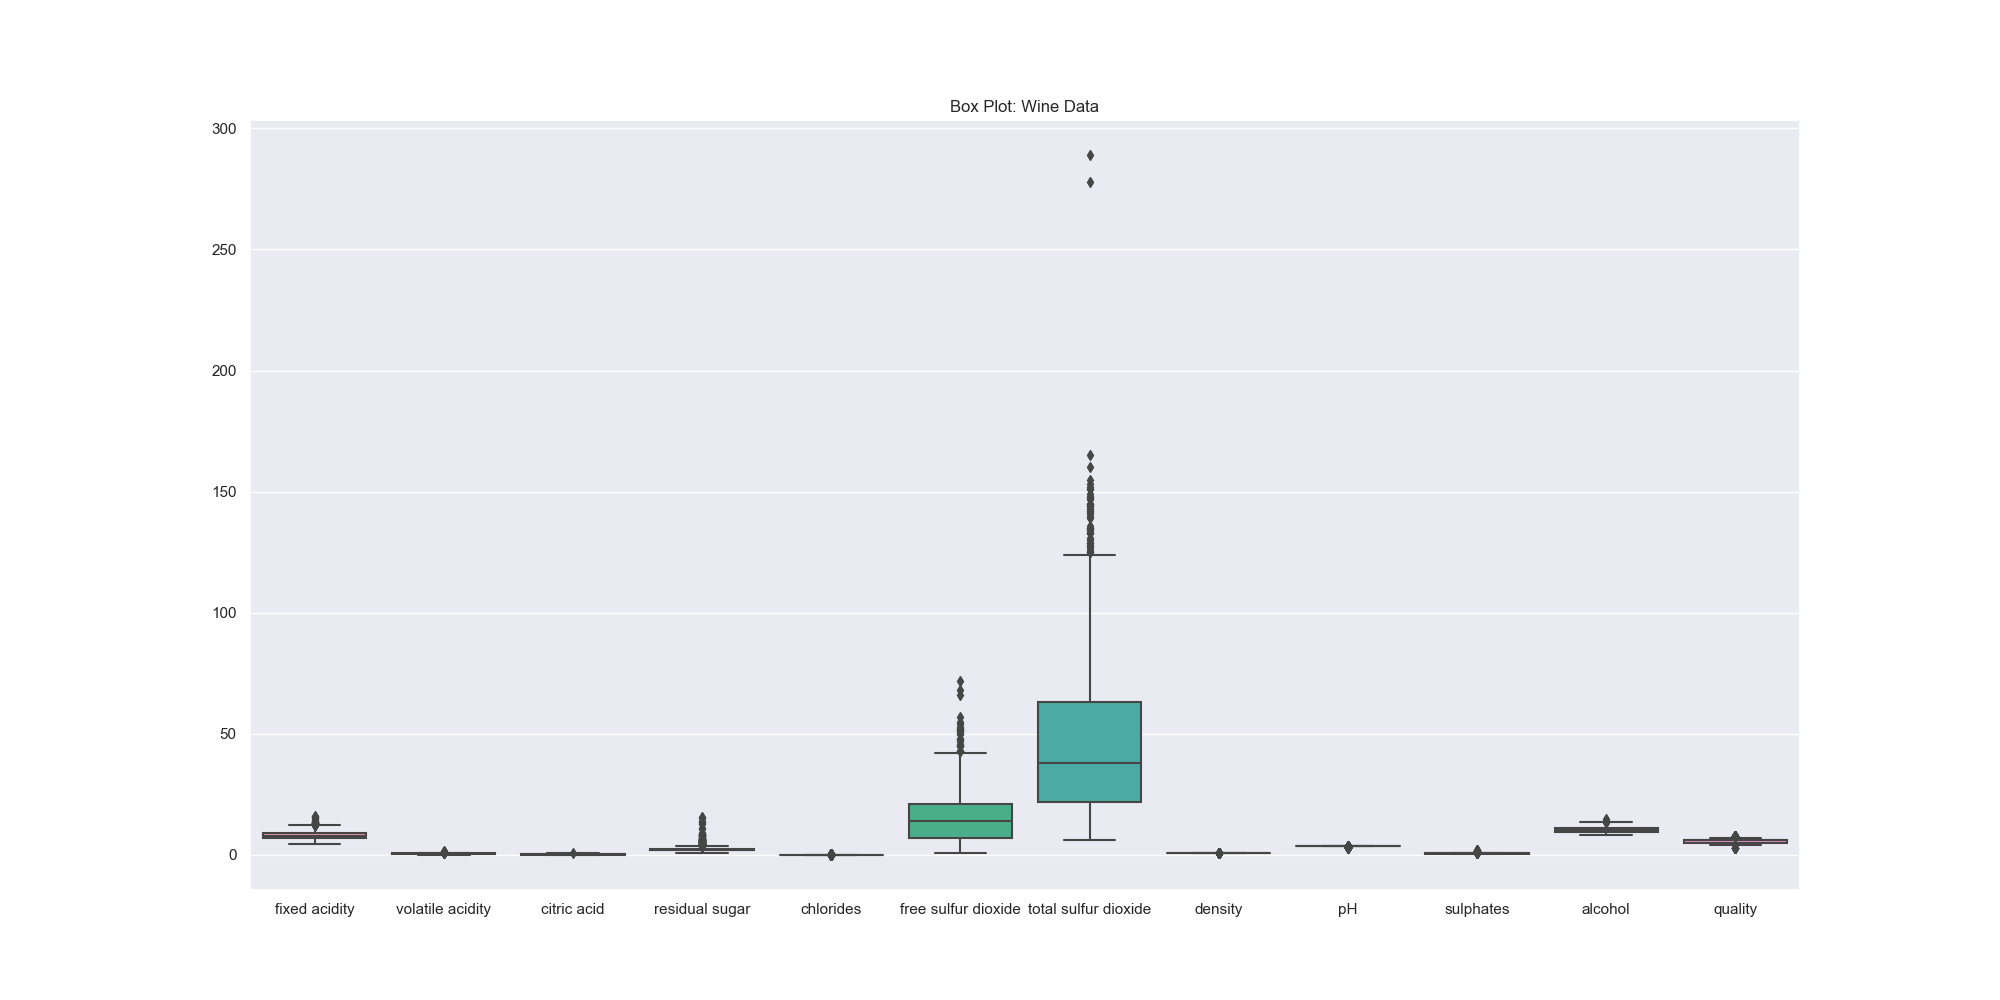 Box Plot: Wine Data
300
250
200
150
100
50
0
fixed acidity
volatile acidity
citric acid
residual sugar
chlorides
free sulfur dioxide
total sulfur dioxide
density
pH
sulphates
alcohol
quality